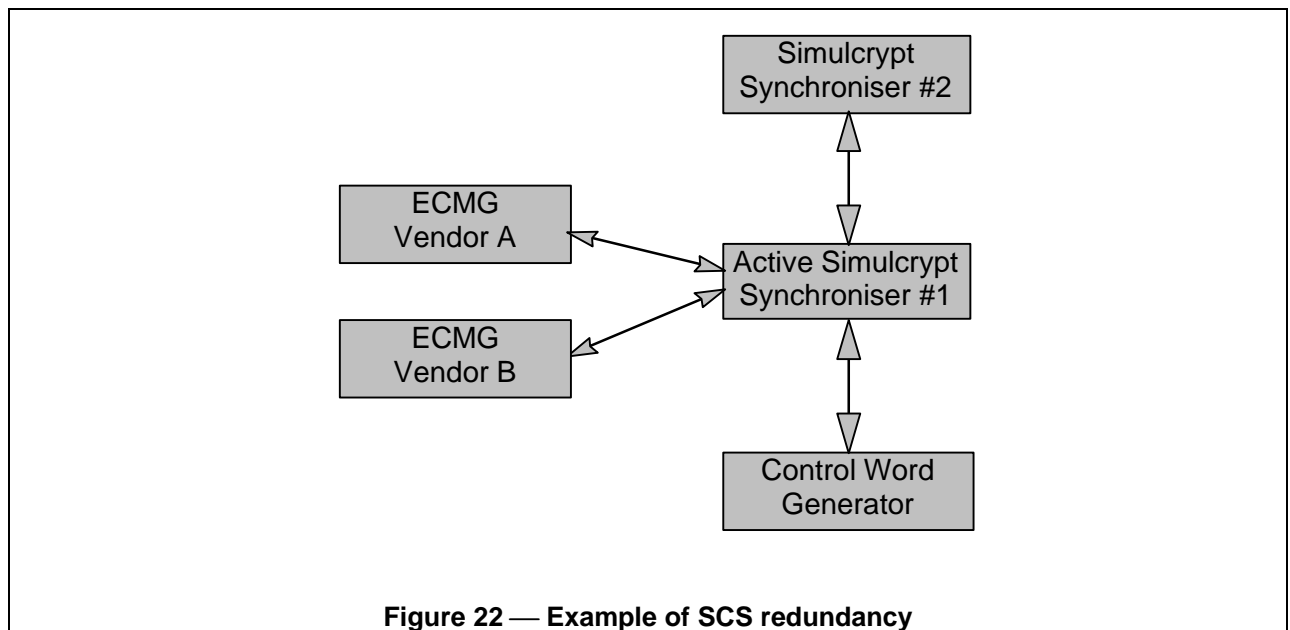 Simulcrypt
Synchroniser #2
ECMG
Vendor A
Active Simulcrypt
Synchroniser #1
ECMG
Vendor B
Control Word
Generator
Figure 22 — Example of SCS redundancy